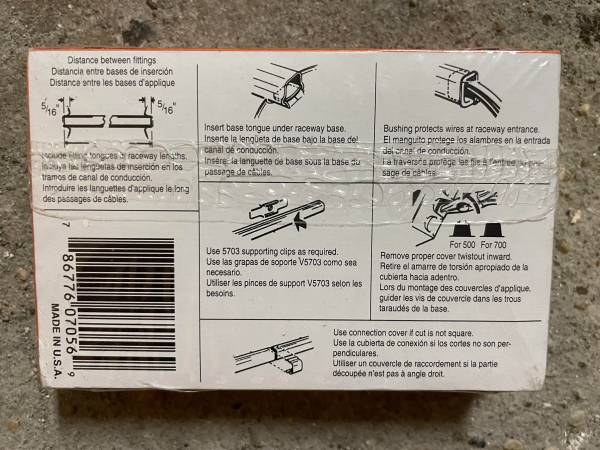 Distance between fittings
Distancia entre bases de inserción
Distance entre les bases d'applique
5/16"
5/16"
Include fitting tongues in raceway lengths.
Incluya las lengüetas de inserción en los
tramos de canal de conducción.
Introduire les languettes d'applique le long
des passages de câbles.
7
86776 07056
9
MADE IN U.S.A.
Insert base tongue under raceway base.
Inserte la lengüeta de base bajo la base del
canal de conducción.
Insérer la languette de base sous la base du
passage de câbles.
Use 5703 supporting clips as required.
Use las grapas de soporte V5703 como sea
necesario.
Utiliser les pinces de support V5703 selon les
besoins.
Bushing protects wires at raceway entrance.
El manguito protege los alambres en la entrada
del canal de conducción.
La traversée protège les fils à l'entrée du pas-
sage de câbles.
For 500 For 700
Remove proper cover twistout inward.
Retire el amarre de torsión apropiado de la
cubierta hacia adentro.
Lors du montage des couvercles d'applique,
guider les vis de couvercle dans les trous
taraudés de la base.
Use connection cover if cut is not square.
Use la cubierta de conexión si los cortes no son per-
pendiculares.
Utiliser un couvercle de raccordement si la partie
découpée n'est pas à angle droit.